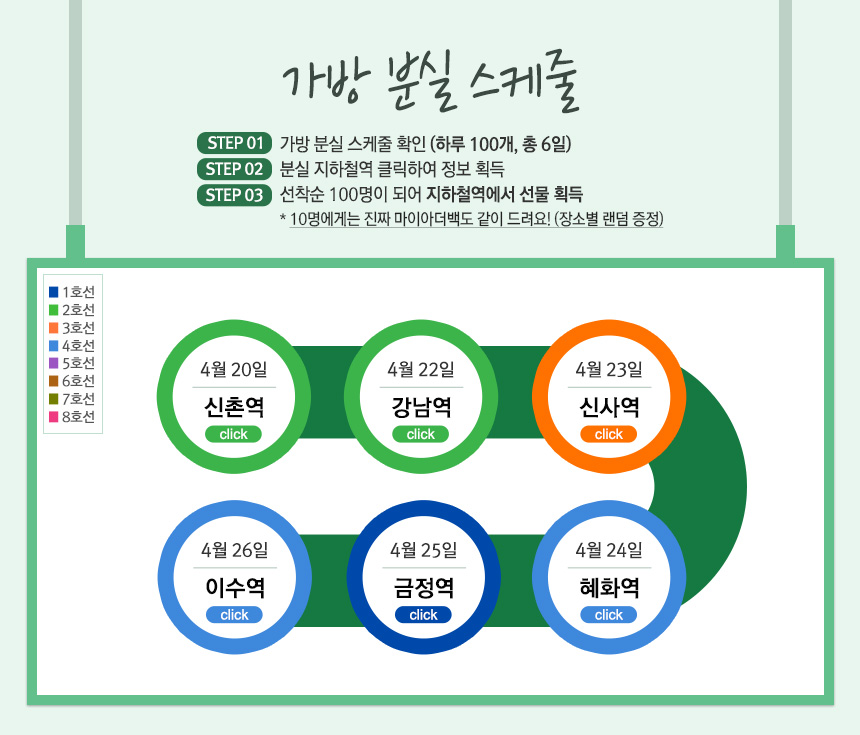 가방 분실 스케줄
STEP 01 가방 분실 스케줄 확인 (하루 100개, 총 6일)
STEP 02 분실 지하철역 클릭하여 정보 획득
STEP 03 선착순 100명이 되어 지하철역에서 선물 획득
* 10명에게는 진짜 마이아더백도 같이 드려요! (장소별 랜덤 증정)
1호선
2호선
3호선
4호선
5호선
6호선
7호선
8호선
4월 20일
신촌역
click
4월 22일
강남역
click
4월 23일
신사역
click
4월 26일
이수역
click
4월 25일
금정역
click
4월 24일
혜화역
click